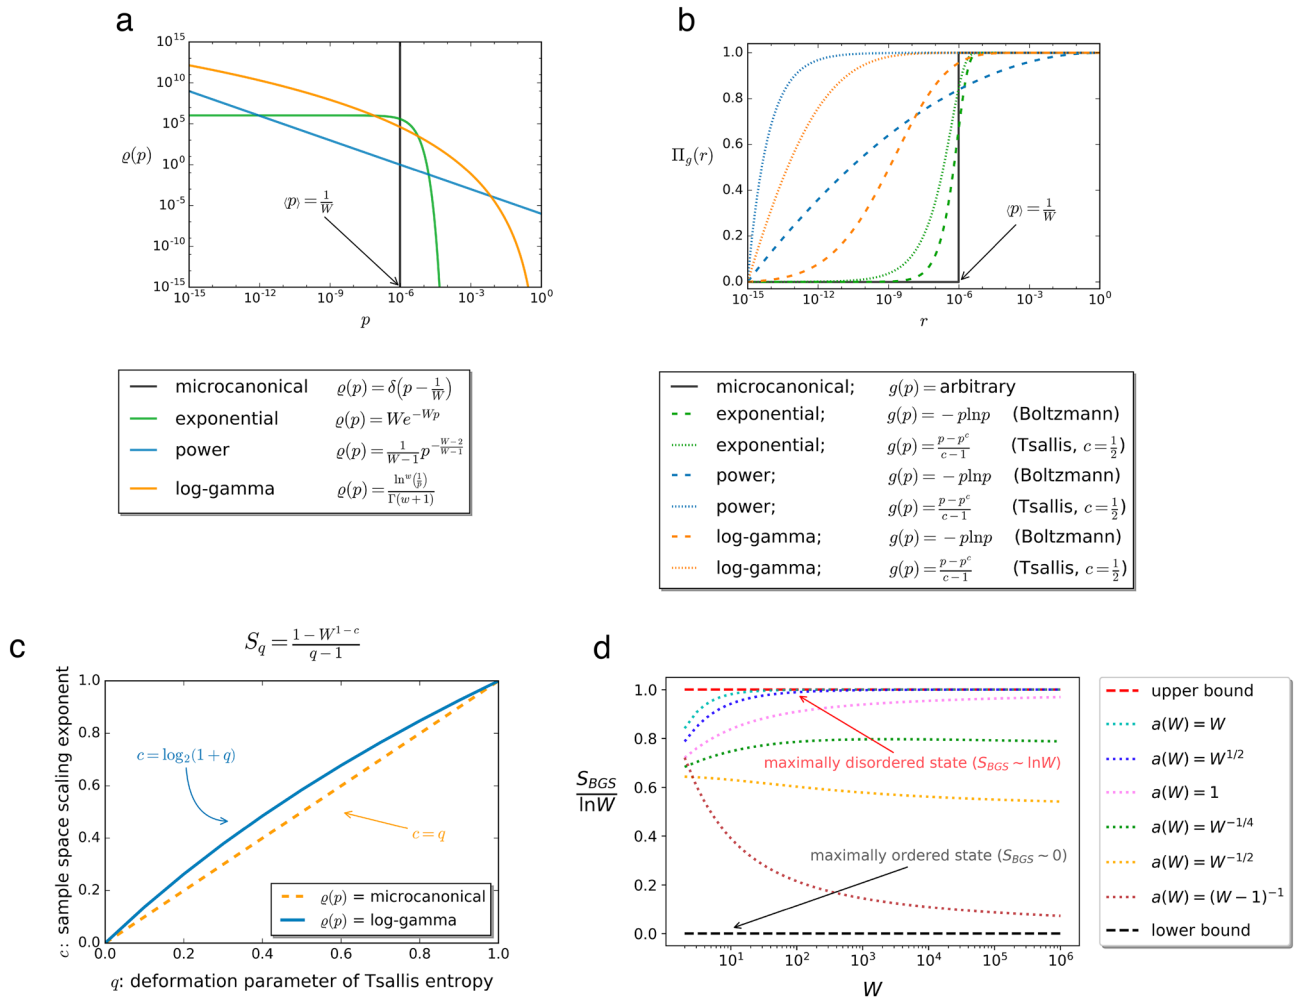 a
10^15
10^10
10^5
10^0
10^−5
10^−10
10^−15
ϱ(p)
⟨p⟩ = 1/W
10^−15 10^−12 10^−9 10^−6 10^−3 10^0
p
microcanonical ϱ(p) = δ(p − 1/W)
exponential ϱ(p) = We^−Wp
power ϱ(p) = 1/(W−1) p^−(W−2)/(W−1)
log-gamma ϱ(p) = ln^w(1/p)/Γ(w+1)
b
1.0
0.8
0.6
0.4
0.2
0.0
Π_g(r)
⟨p⟩ = 1/W
10^−15 10^−12 10^−9 10^−6 10^−3 10^0
r
microcanonical; g(p) = arbitrary
exponential; g(p) = −plnp (Boltzmann)
exponential; g(p) = (p−p^c)/(c−1) (Tsallis, c = 1/2)
power; g(p) = −plnp (Boltzmann)
power; g(p) = (p−p^c)/(c−1) (Tsallis, c = 1/2)
log-gamma; g(p) = −plnp (Boltzmann)
log-gamma; g(p) = (p−p^c)/(c−1) (Tsallis, c = 1/2)
c
S_q = (1−W^1−c)/(q−1)
c: sample space scaling exponent
1.0
0.8
0.6
0.4
0.2
0.0
c = log_2(1+q)
c = q
ϱ(p) = microcanonical
ϱ(p) = log-gamma
0.0 0.2 0.4 0.6 0.8 1.0
q: deformation parameter of Tsallis entropy
d
S_BGS/lnW
1.0
0.8
0.6
0.4
0.2
0.0
maximally disordered state (S_BGS ~ lnW)
maximally ordered state (S_BGS ~ 0)
10^1 10^2 10^3 10^4 10^5 10^6
W
upper bound
a(W) = W
a(W) = W^1/2
a(W) = 1
a(W) = W^−1/4
a(W) = W^−1/2
a(W) = (W − 1)^−1
lower bound